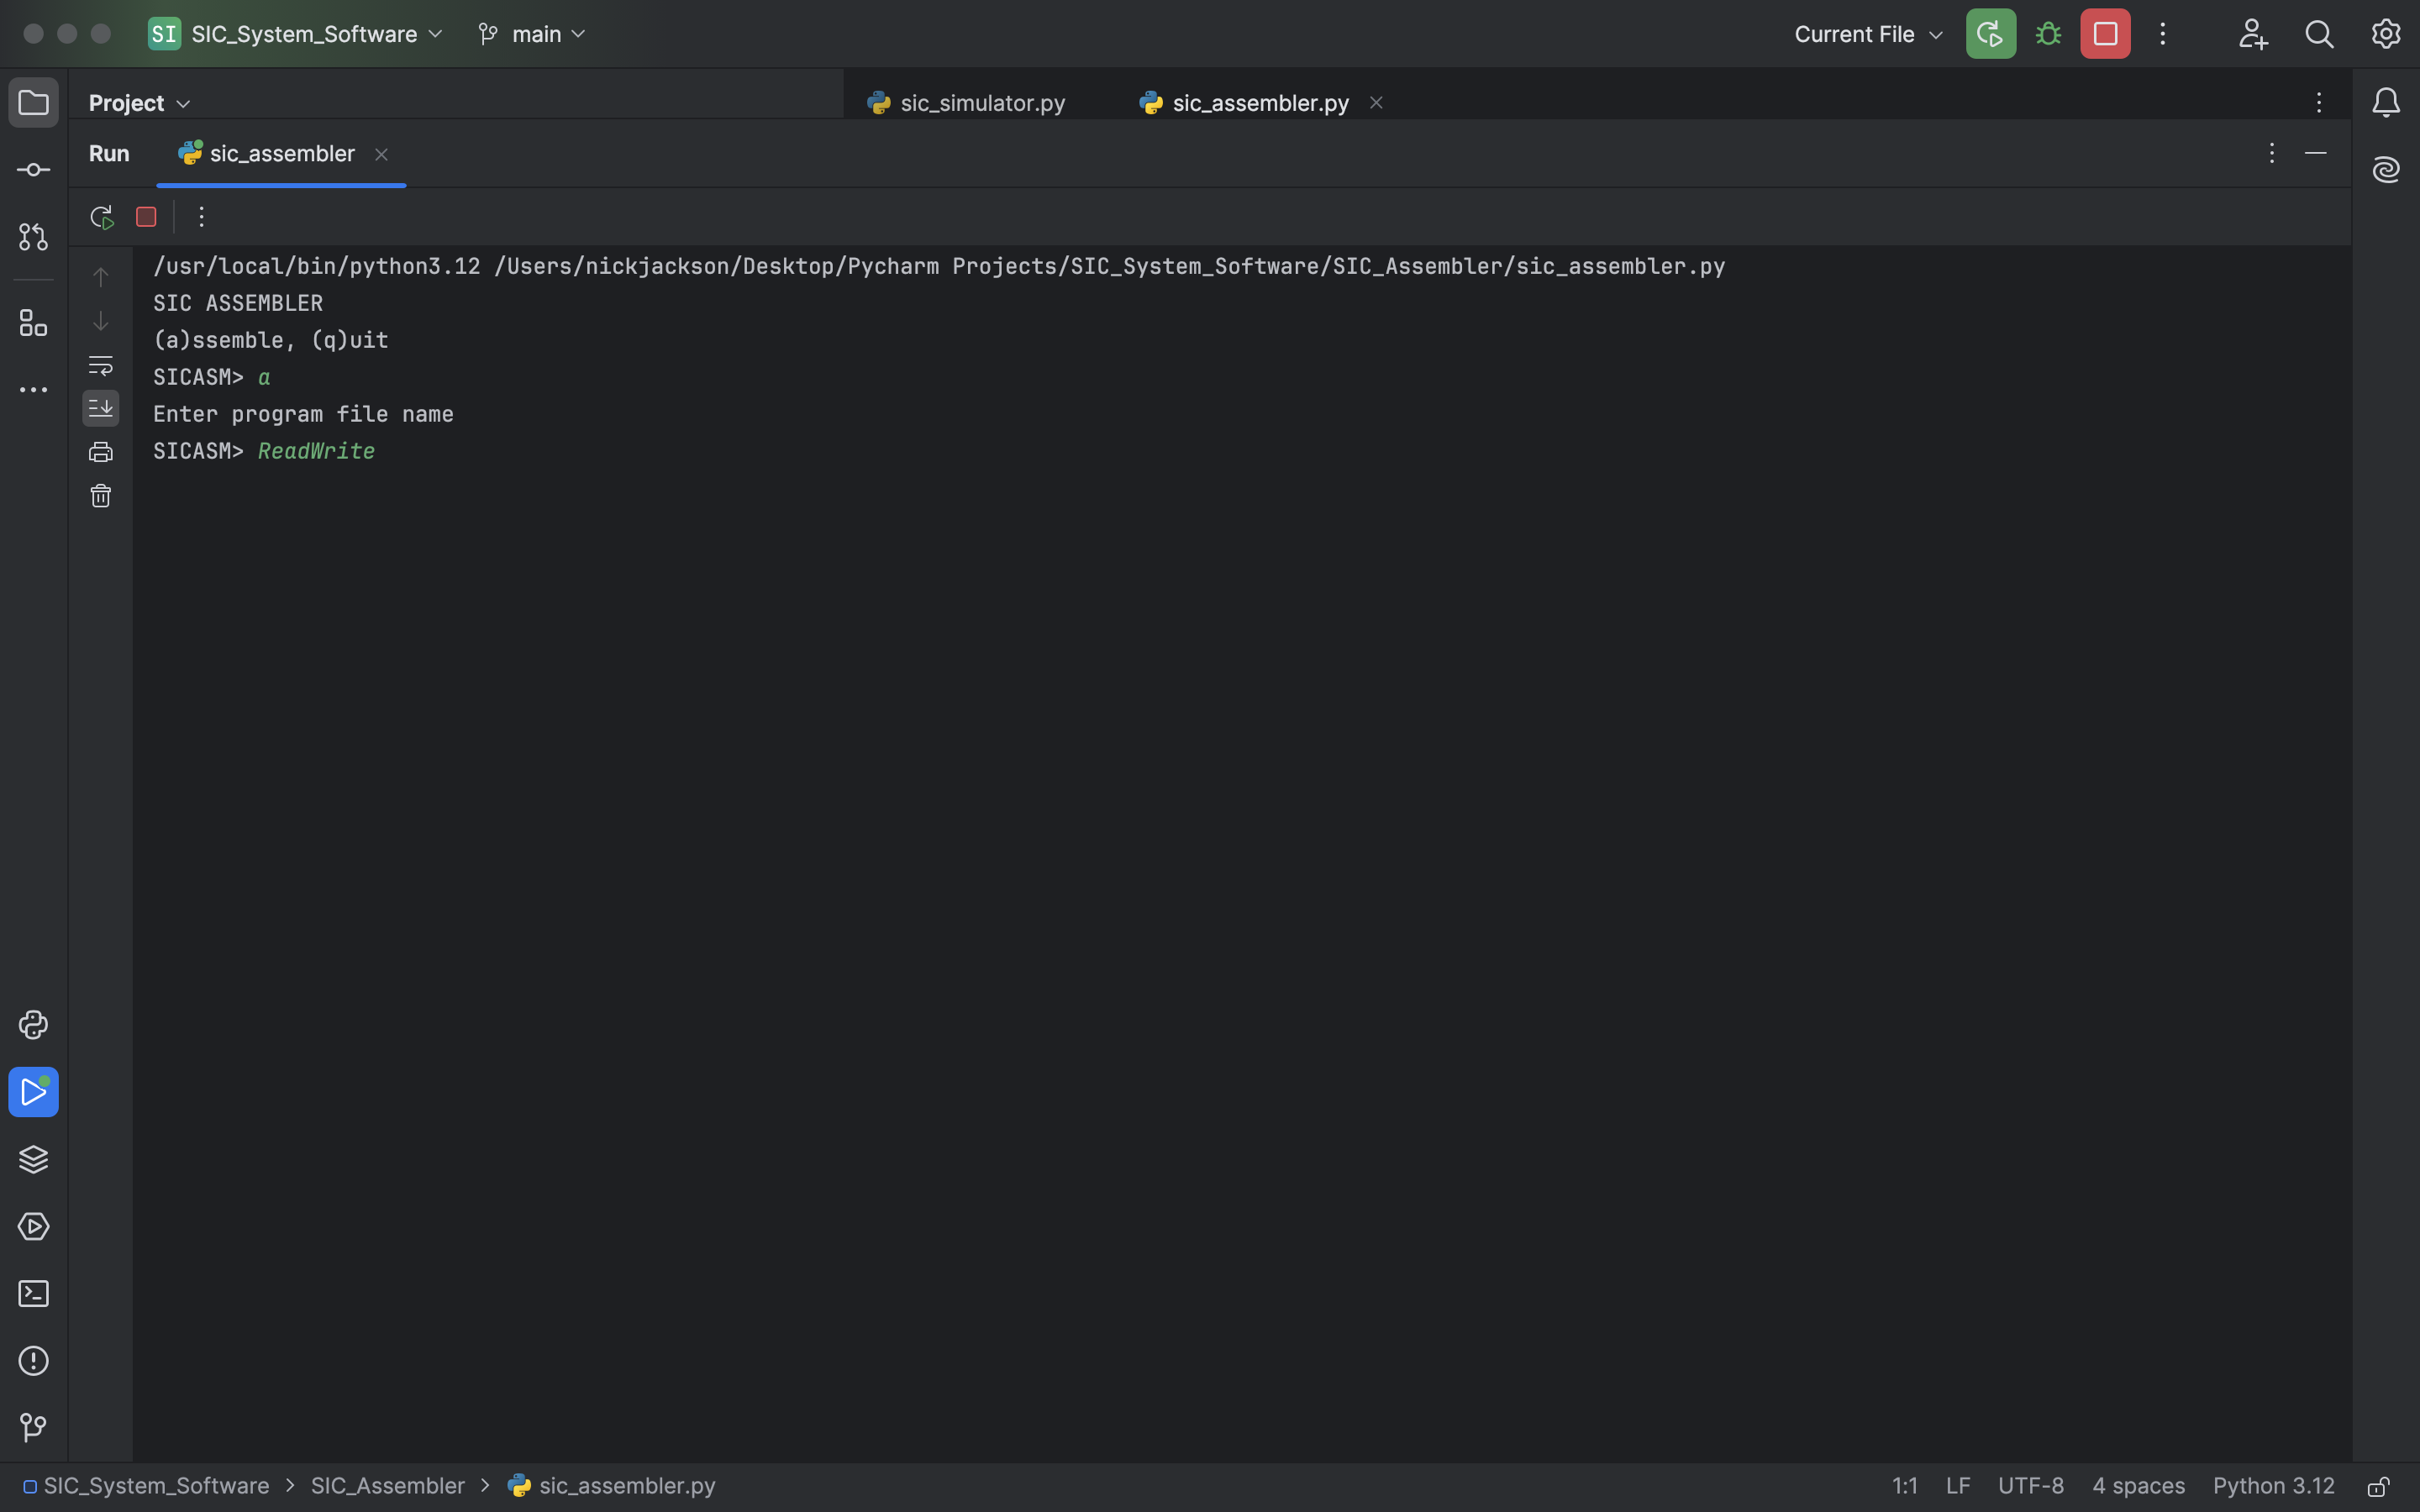 SI SIC_System_Software main Current File
Project sic_simulator.py sic_assembler.py
Run sic_assembler
/usr/local/bin/python3.12 /Users/nickjackson/Desktop/Pycharm Projects/SIC_System_Software/SIC_Assembler/sic_assembler.py
SIC ASSEMBLER
(a)ssemble, (q)uit
SICASM> a
Enter program file name
SICASM> ReadWrite
SIC_System_Software > SIC_Assembler > sic_assembler.py 1:1 LF UTF-8 4 spaces Python 3.12